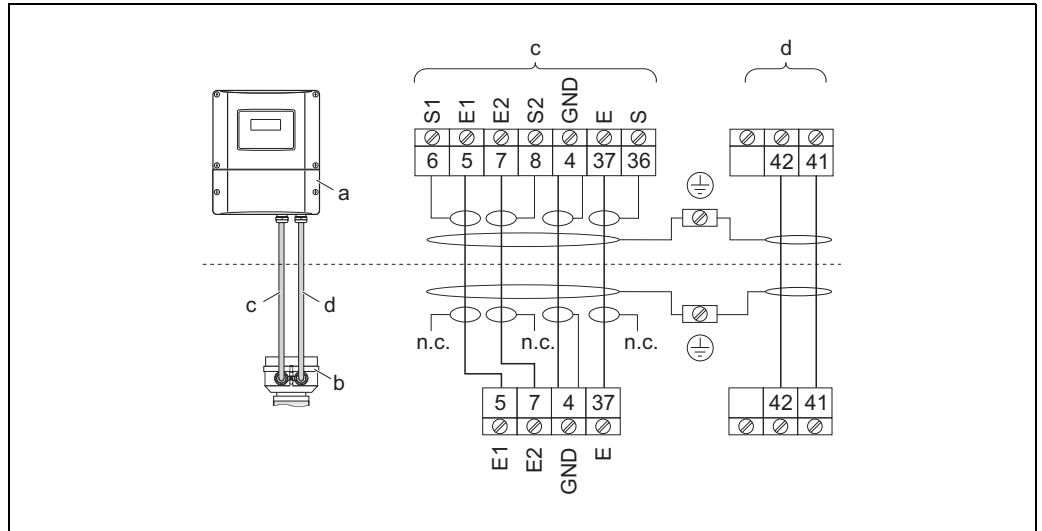 c d
S1 E1 E2 S2 GND E S
6 5 7 8 4 37 36 42 41
a
c d
n.c. n.c. n.c.
b
5 7 4 37 42 41
E1 E2 GND E